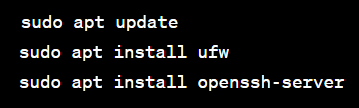 sudo apt update
sudo apt install ufw
sudo apt install openssh-server